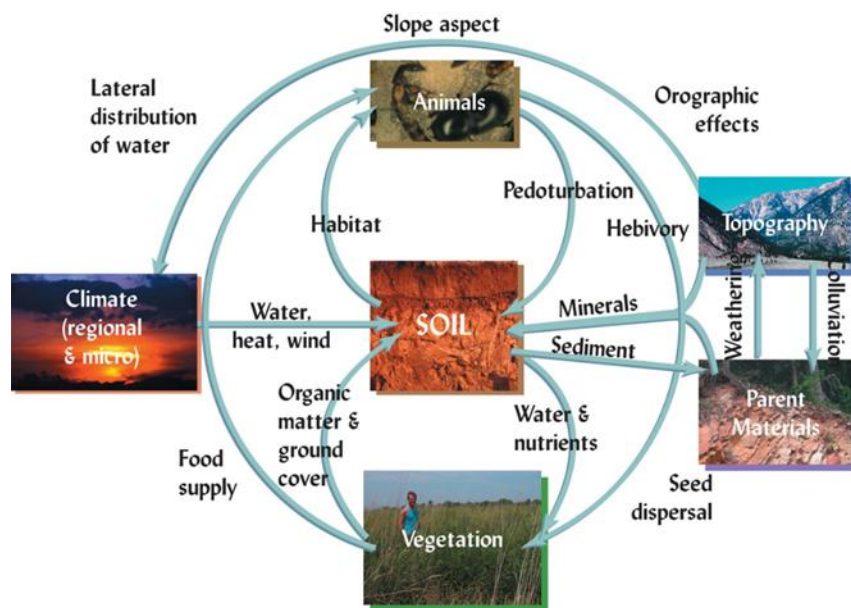 Slope aspect
Lateral
distribution
of water
Animals
Orographic
effects
Pedoturbation
Habitat
Hebivory
Topography
Climate
(regional
& micro)
Water,
heat, wind
SOIL
Minerals
Sediment
Weathering
Colluviation
Organic
matter &
ground
cover
Water &
nutrients
Parent
Materials
Food
supply
Seed
dispersal
Vegetation